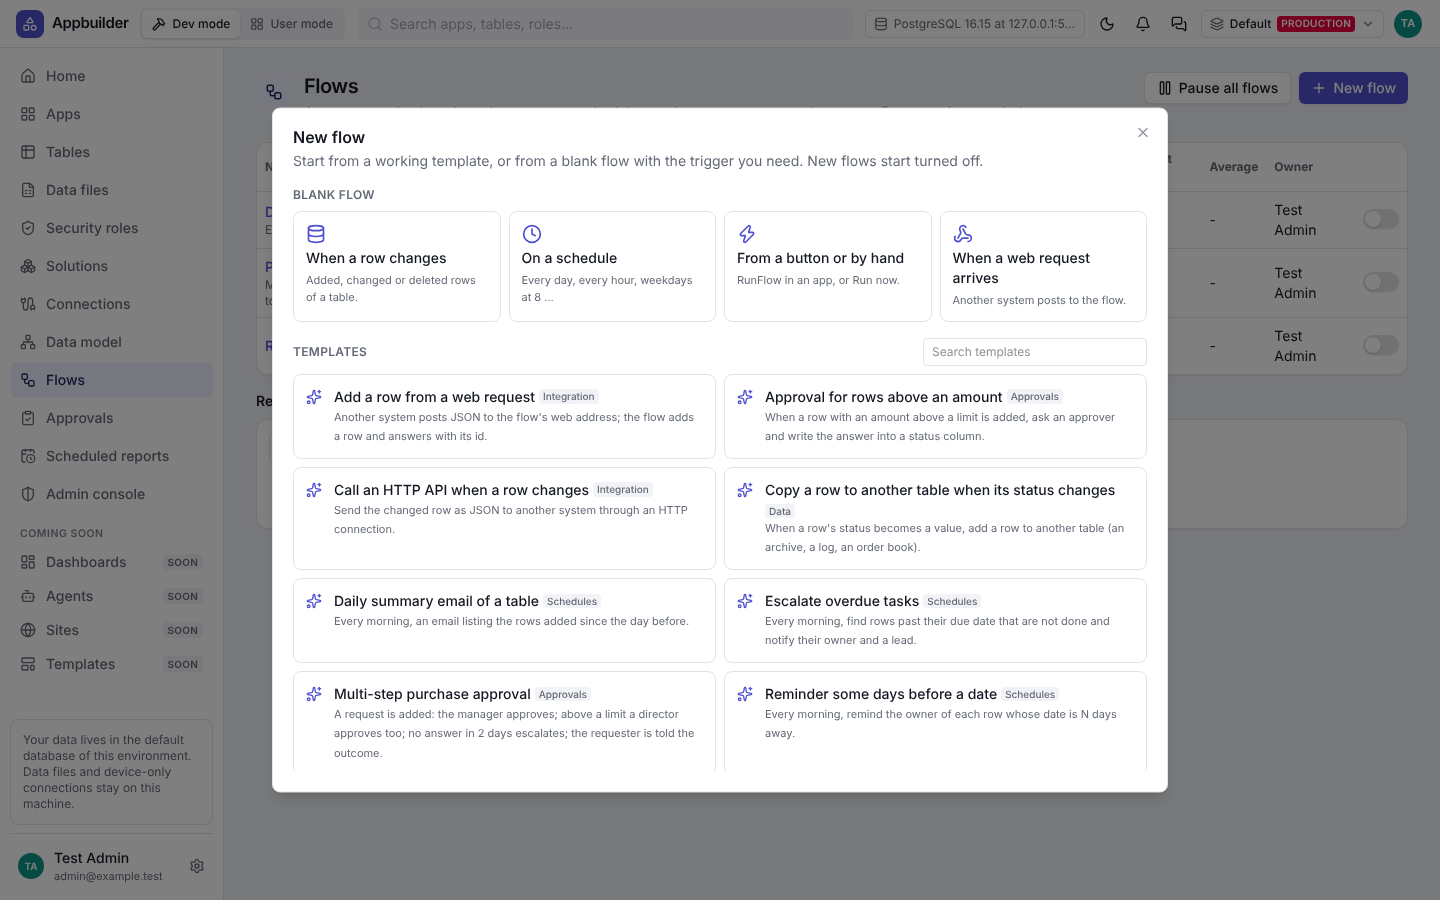 Appbuilder
Dev mode
User mode
Search apps, tables, roles...
PostgreSQL 16.15 at 127.0.0.1:5...
Default PRODUCTION
TA
Home
Apps
Tables
Data files
Security roles
Solutions
Connections
Data model
Flows
Approvals
Scheduled reports
Admin console
COMING SOON
Dashboards SOON
Agents SOON
Sites SOON
Templates SOON
Your data lives in the default
database of this environment.
Data files and device-only
connections stay on this
machine.
TA
Test Admin
admin@example.test
Flows
Pause all flows
New flow
Average
Owner
-
Test
Admin
-
Test
Admin
-
Test
Admin
New flow
Start from a working template, or from a blank flow with the trigger you need. New flows start turned off.
BLANK FLOW
When a row changes
Added, changed or deleted rows
of a table.
On a schedule
Every day, every hour, weekdays
at 8 ...
From a button or by hand
RunFlow in an app, or Run now.
When a web request
arrives
Another system posts to the flow.
TEMPLATES
Search templates
Add a row from a web request Integration
Another system posts JSON to the flow's web address; the flow adds
a row and answers with its id.
Approval for rows above an amount Approvals
When a row with an amount above a limit is added, ask an approver
and write the answer into a status column.
Call an HTTP API when a row changes Integration
Send the changed row as JSON to another system through an HTTP
connection.
Copy a row to another table when its status changes
Data
When a row's status becomes a value, add a row to another table (an
archive, a log, an order book).
Daily summary email of a table Schedules
Every morning, an email listing the rows added since the day before.
Escalate overdue tasks Schedules
Every morning, find rows past their due date that are not done and
notify their owner and a lead.
Multi-step purchase approval Approvals
A request is added: the manager approves; above a limit a director
approves too; no answer in 2 days escalates; the requester is told the
outcome.
Reminder some days before a date Schedules
Every morning, remind the owner of each row whose date is N days
away.